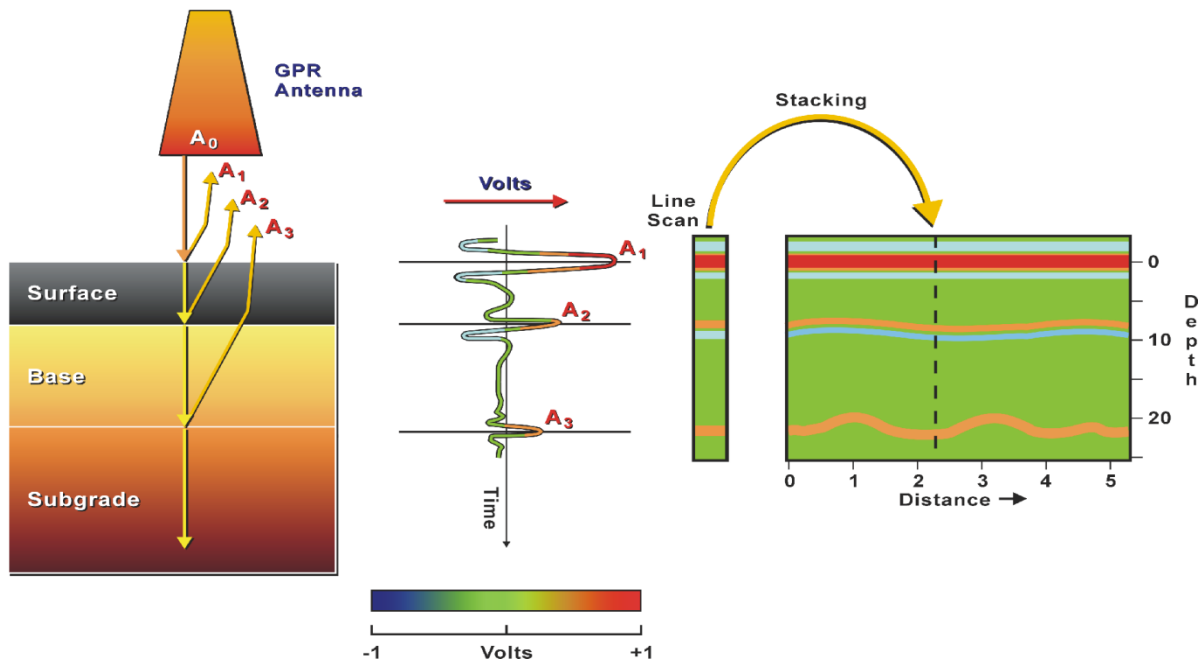 GPR
Antenna
A0
A1
A2
A3
Surface
Base
Subgrade
Volts
A1
A2
A3
Time
-1
Volts
+1
Stacking
Line
Scan
0
10
20
Depth
0 1 2 3 4 5
Distance